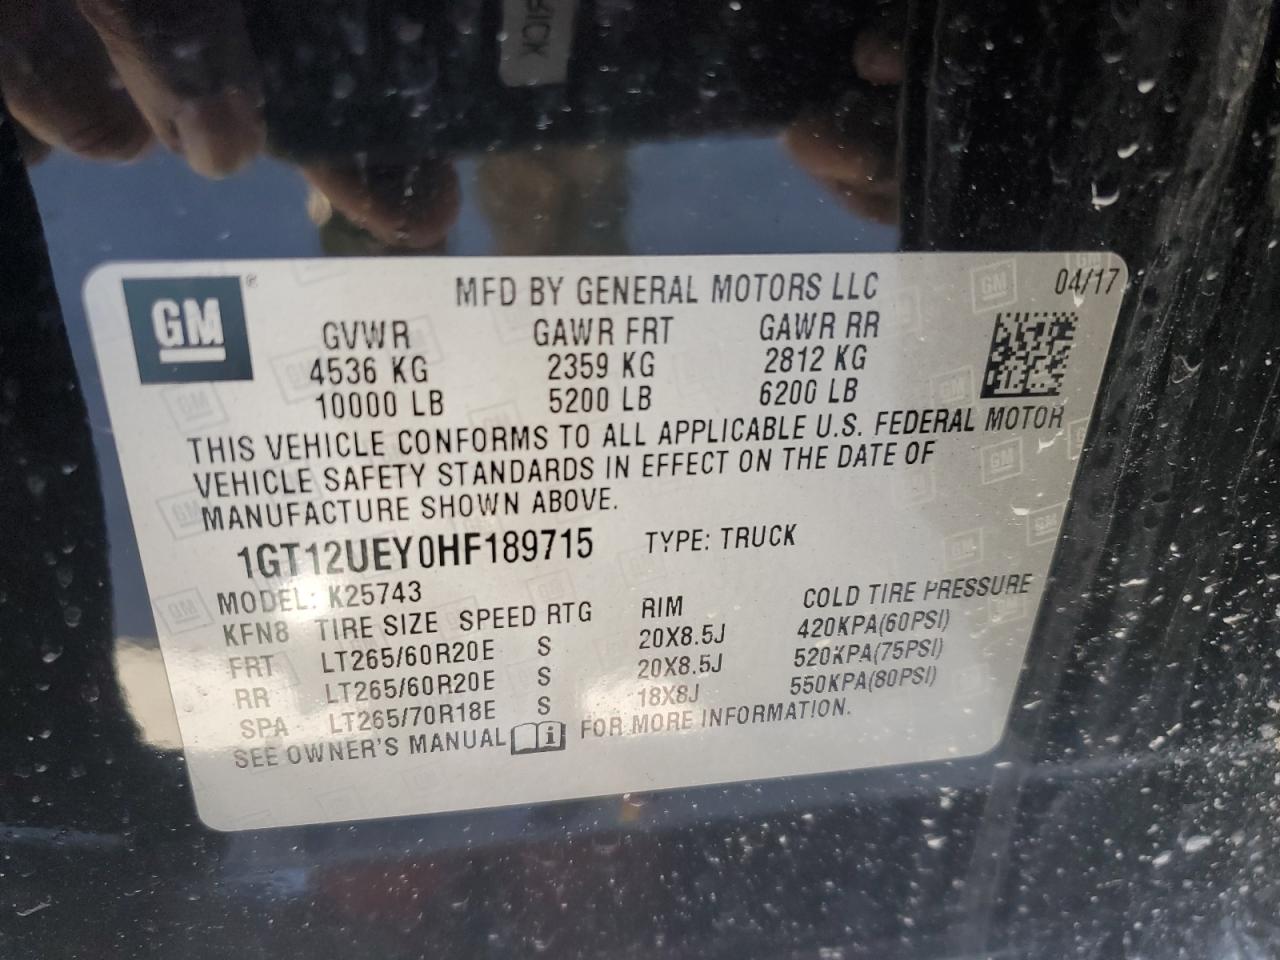 RICK
GM
®
MFD BY GENERAL MOTORS LLC
04/17
GVWR GAWR FRT GAWR RR
4536 KG 2359 KG 2812 KG
10000 LB 5200 LB 6200 LB
THIS VEHICLE CONFORMS TO ALL APPLICABLE U.S. FEDERAL MOTOR
VEHICLE SAFETY STANDARDS IN EFFECT ON THE DATE OF
MANUFACTURE SHOWN ABOVE.
1GT12UEY0HF189715 TYPE: TRUCK
MODEL: K25743
KFN8 TIRE SIZE SPEED RTG RIM COLD TIRE PRESSURE
FRT LT265/60R20E S 20X8.5J 420KPA(60PSI)
RR LT265/60R20E S 20X8.5J 520KPA(75PSI)
SPA LT265/70R18E S 18X8J 550KPA(80PSI)
SEE OWNER'S MANUAL FOR MORE INFORMATION.